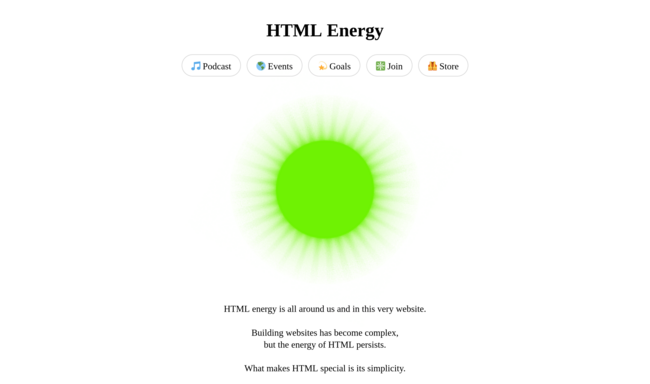 HTML Energy
🎵 Podcast
🌎 Events
💫 Goals
❇️ Join
🦺 Store
HTML energy is all around us and in this very website.
Building websites has become complex,
but the energy of HTML persists.
What makes HTML special is its simplicity.